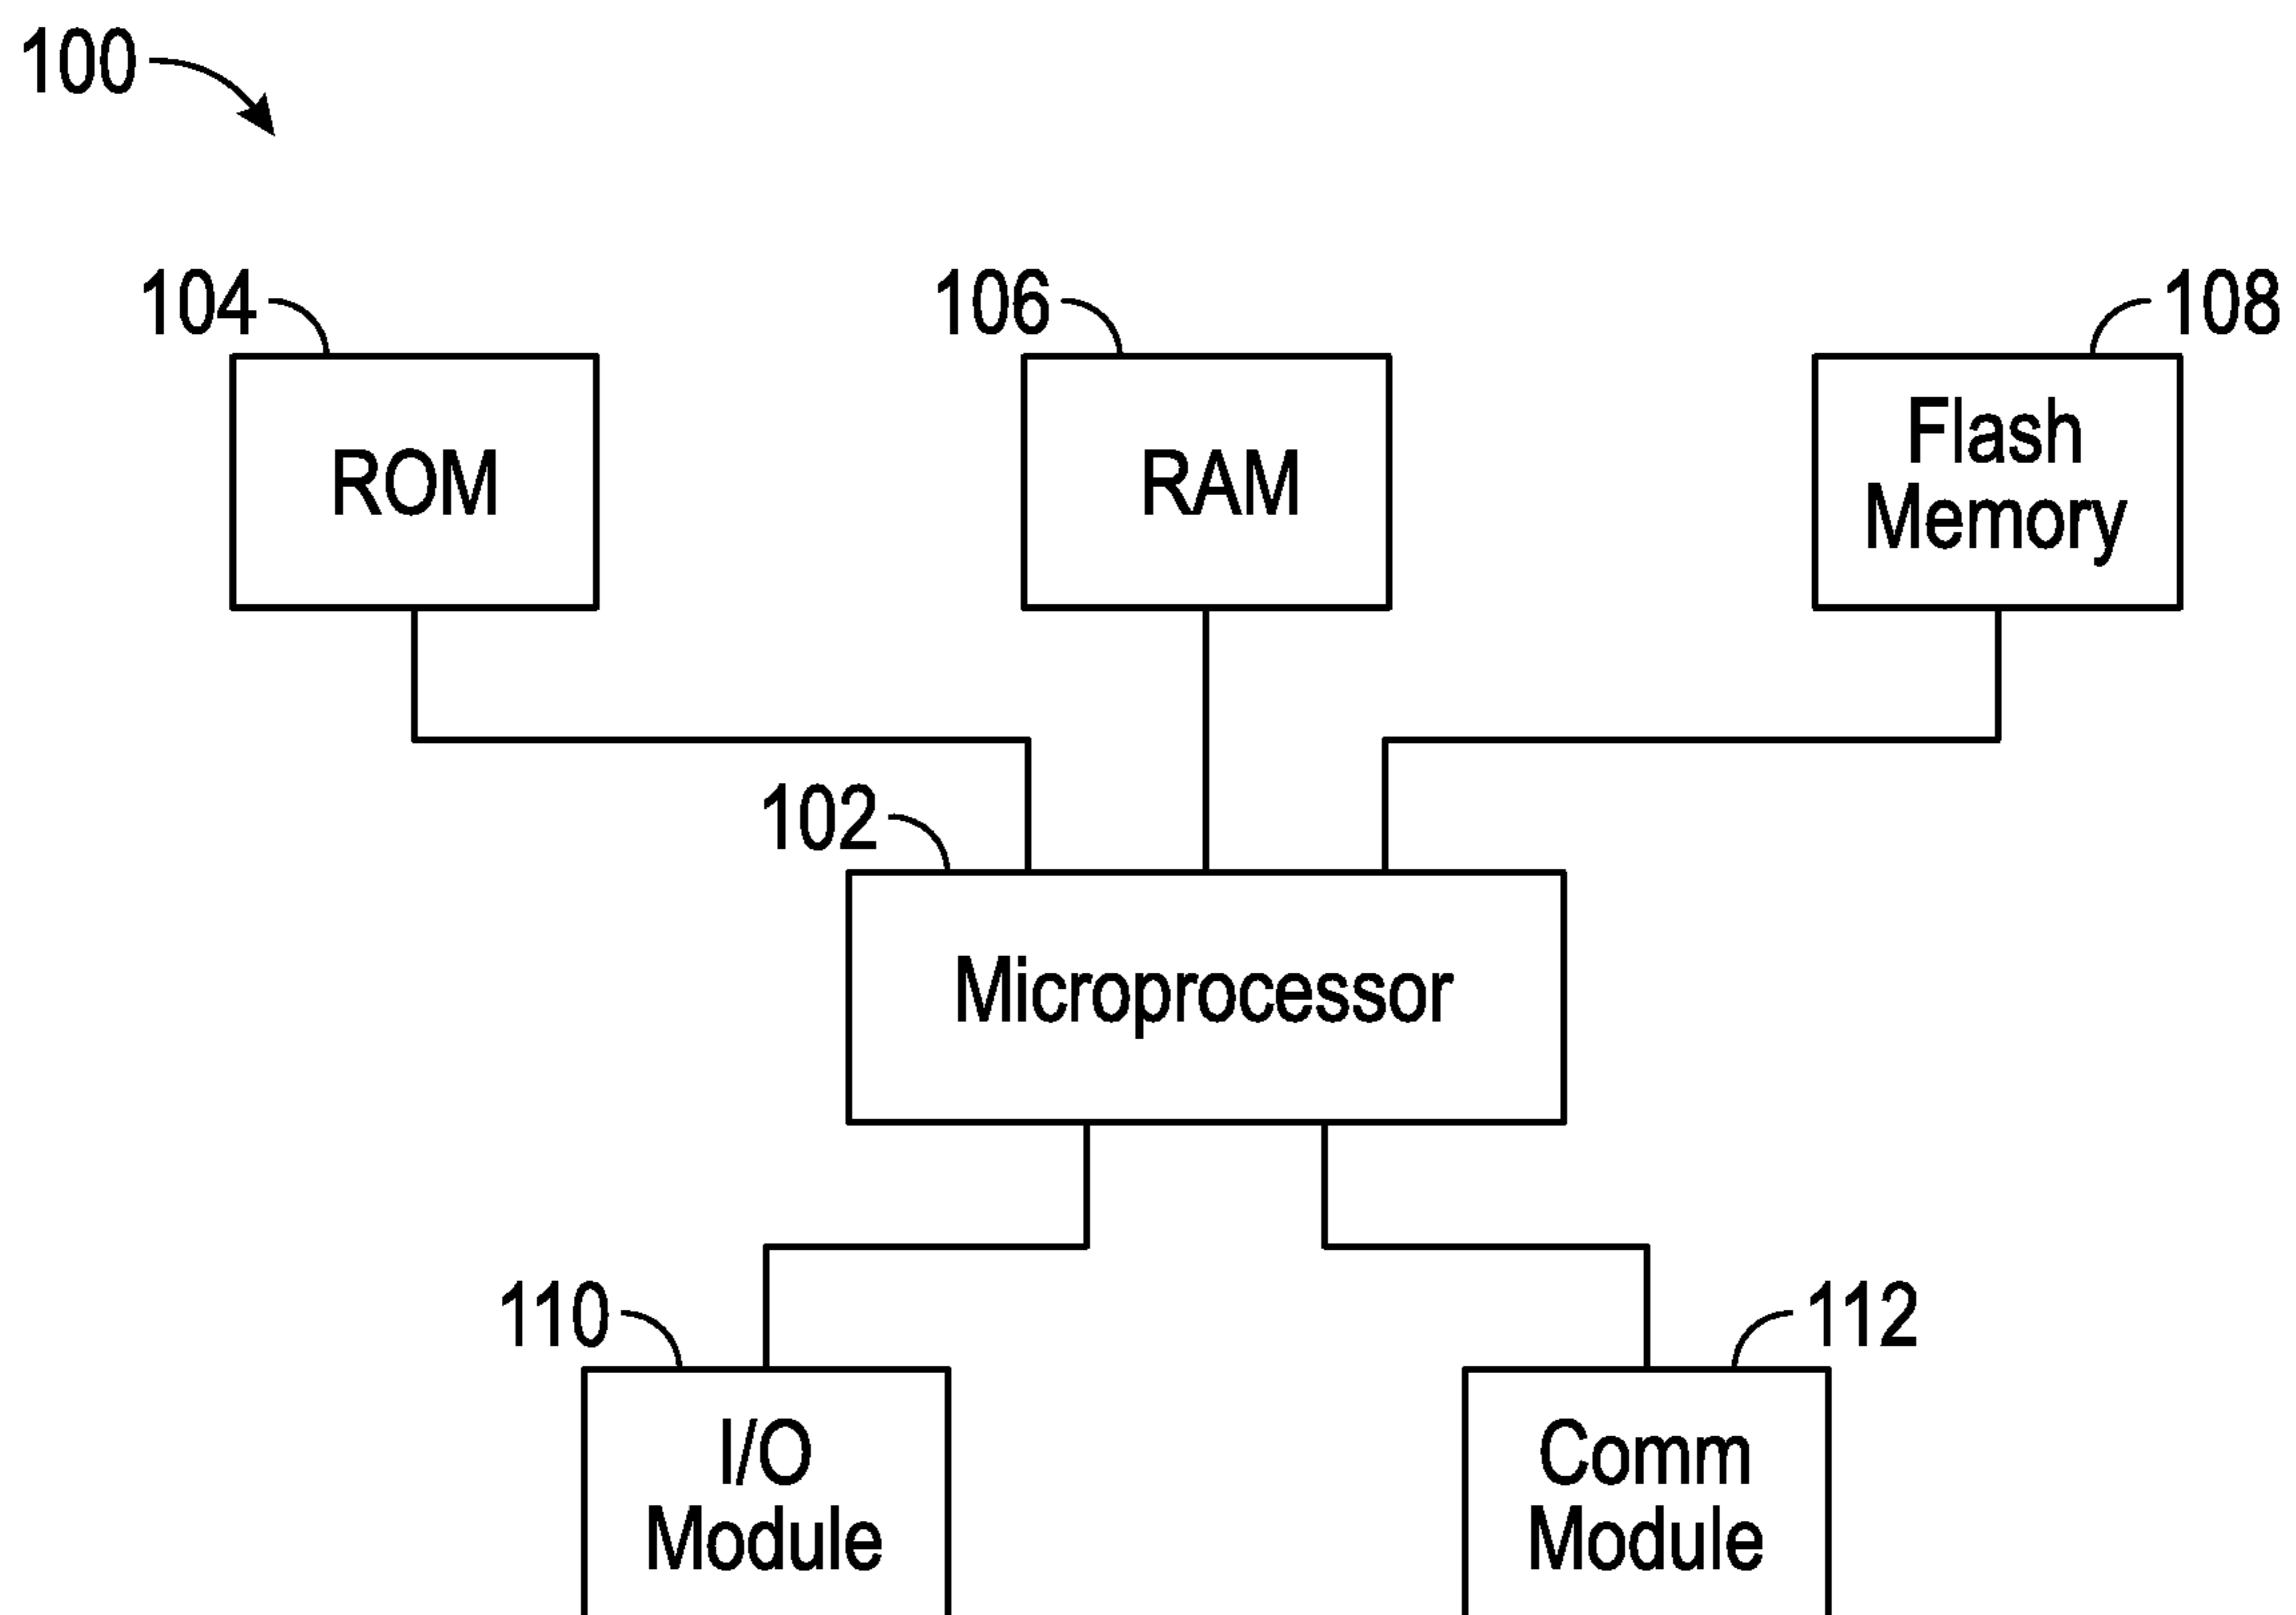 100
104
106
108
ROM
RAM
Flash
Memory
102
Microprocessor
110
112
I/O
Module
Comm
Module